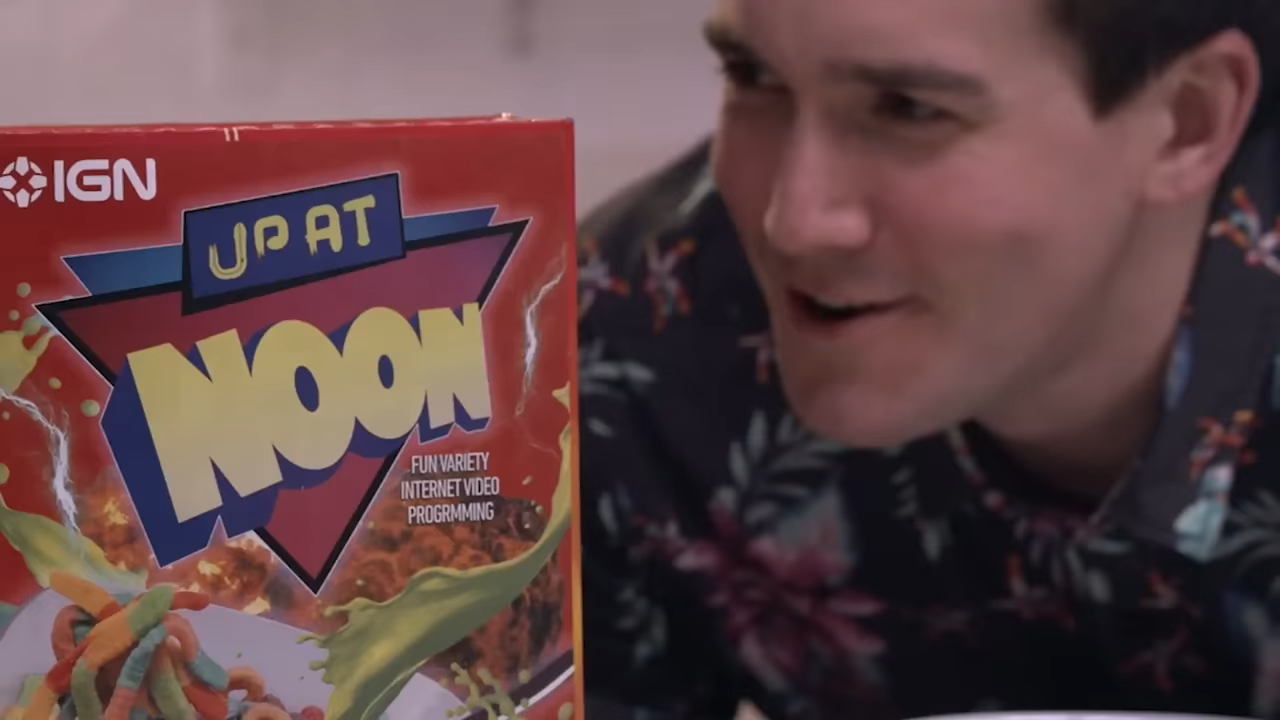 IGN
UP AT
NOON
FUN VARIETY
INTERNET VIDEO
PROGRMMING